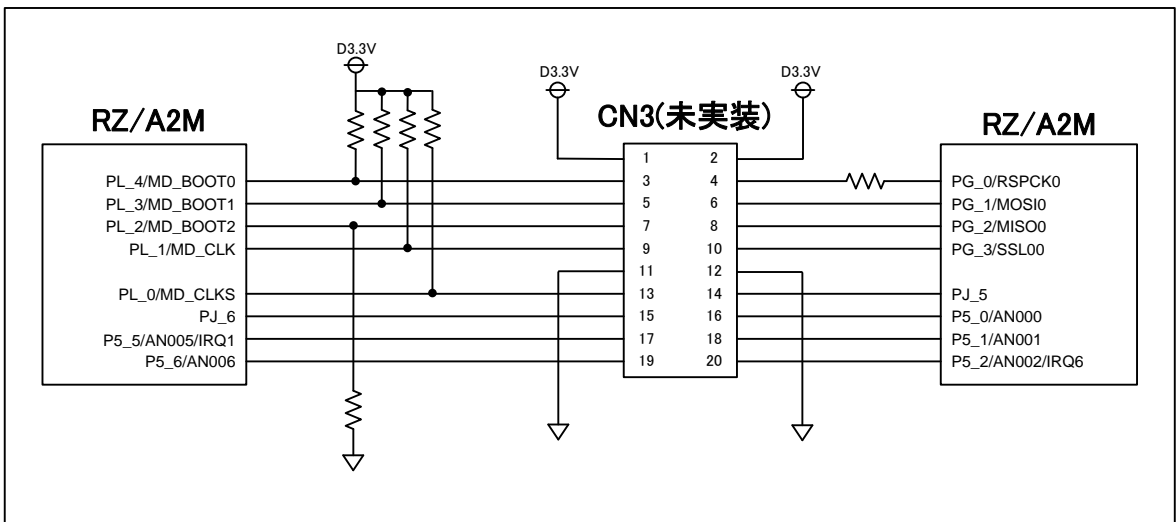 D3.3V
D3.3V
D3.3V
RZ/A2M
CN3(未実装)
RZ/A2M
1 2
PL_4/MD_BOOT0 3 4 PG_0/RSPCK0
PL_3/MD_BOOT1 5 6 PG_1/MOSI0
PL_2/MD_BOOT2 7 8 PG_2/MISO0
PL_1/MD_CLK 9 10 PG_3/SSL00
11 12
PL_0/MD_CLKS 13 14 PJ_5
PJ_6 15 16 P5_0/AN000
P5_5/AN005/IRQ1 17 18 P5_1/AN001
P5_6/AN006 19 20 P5_2/AN002/IRQ6